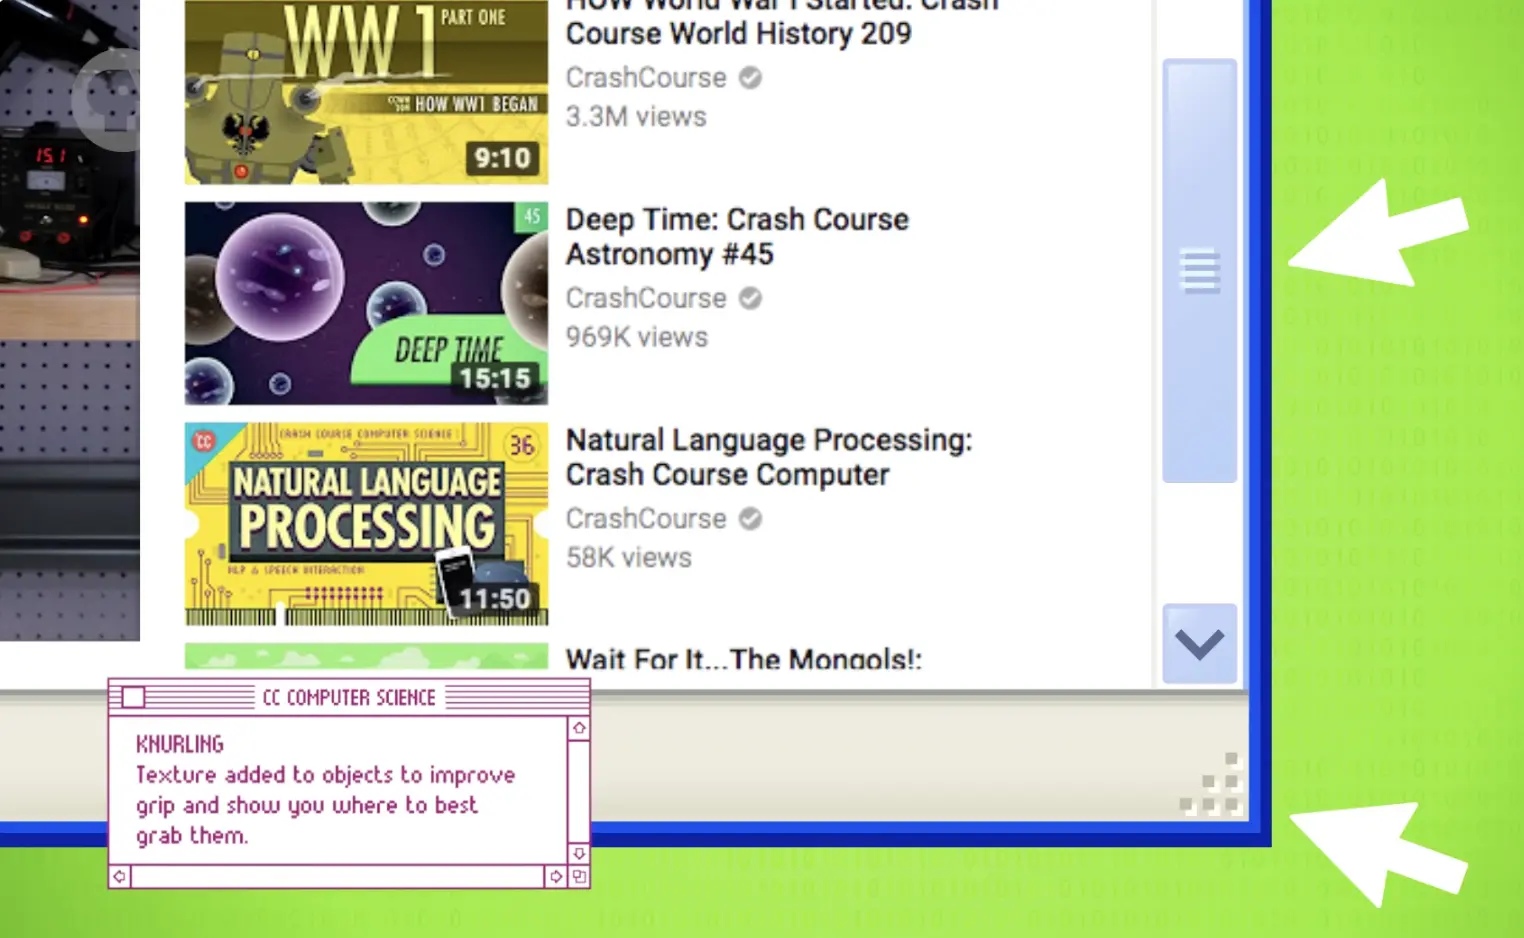 WW1 PART ONE
HOW WW1 BEGAN
9:10
How World War I Started: Crash
Course World History 209
CrashCourse
3.3M views
15.1
45
DEEP TIME
15:15
Deep Time: Crash Course
Astronomy #45
CrashCourse
969K views
CC
CRASH COURSE COMPUTER SCIENCE
36
NATURAL LANGUAGE
PROCESSING
NLP & SPEECH INTERACTION
11:50
Natural Language Processing:
Crash Course Computer
CrashCourse
58K views
Wait For It...The Mongols!:
CC COMPUTER SCIENCE
KNURLING
Texture added to objects to improve
grip and show you where to best
grab them.